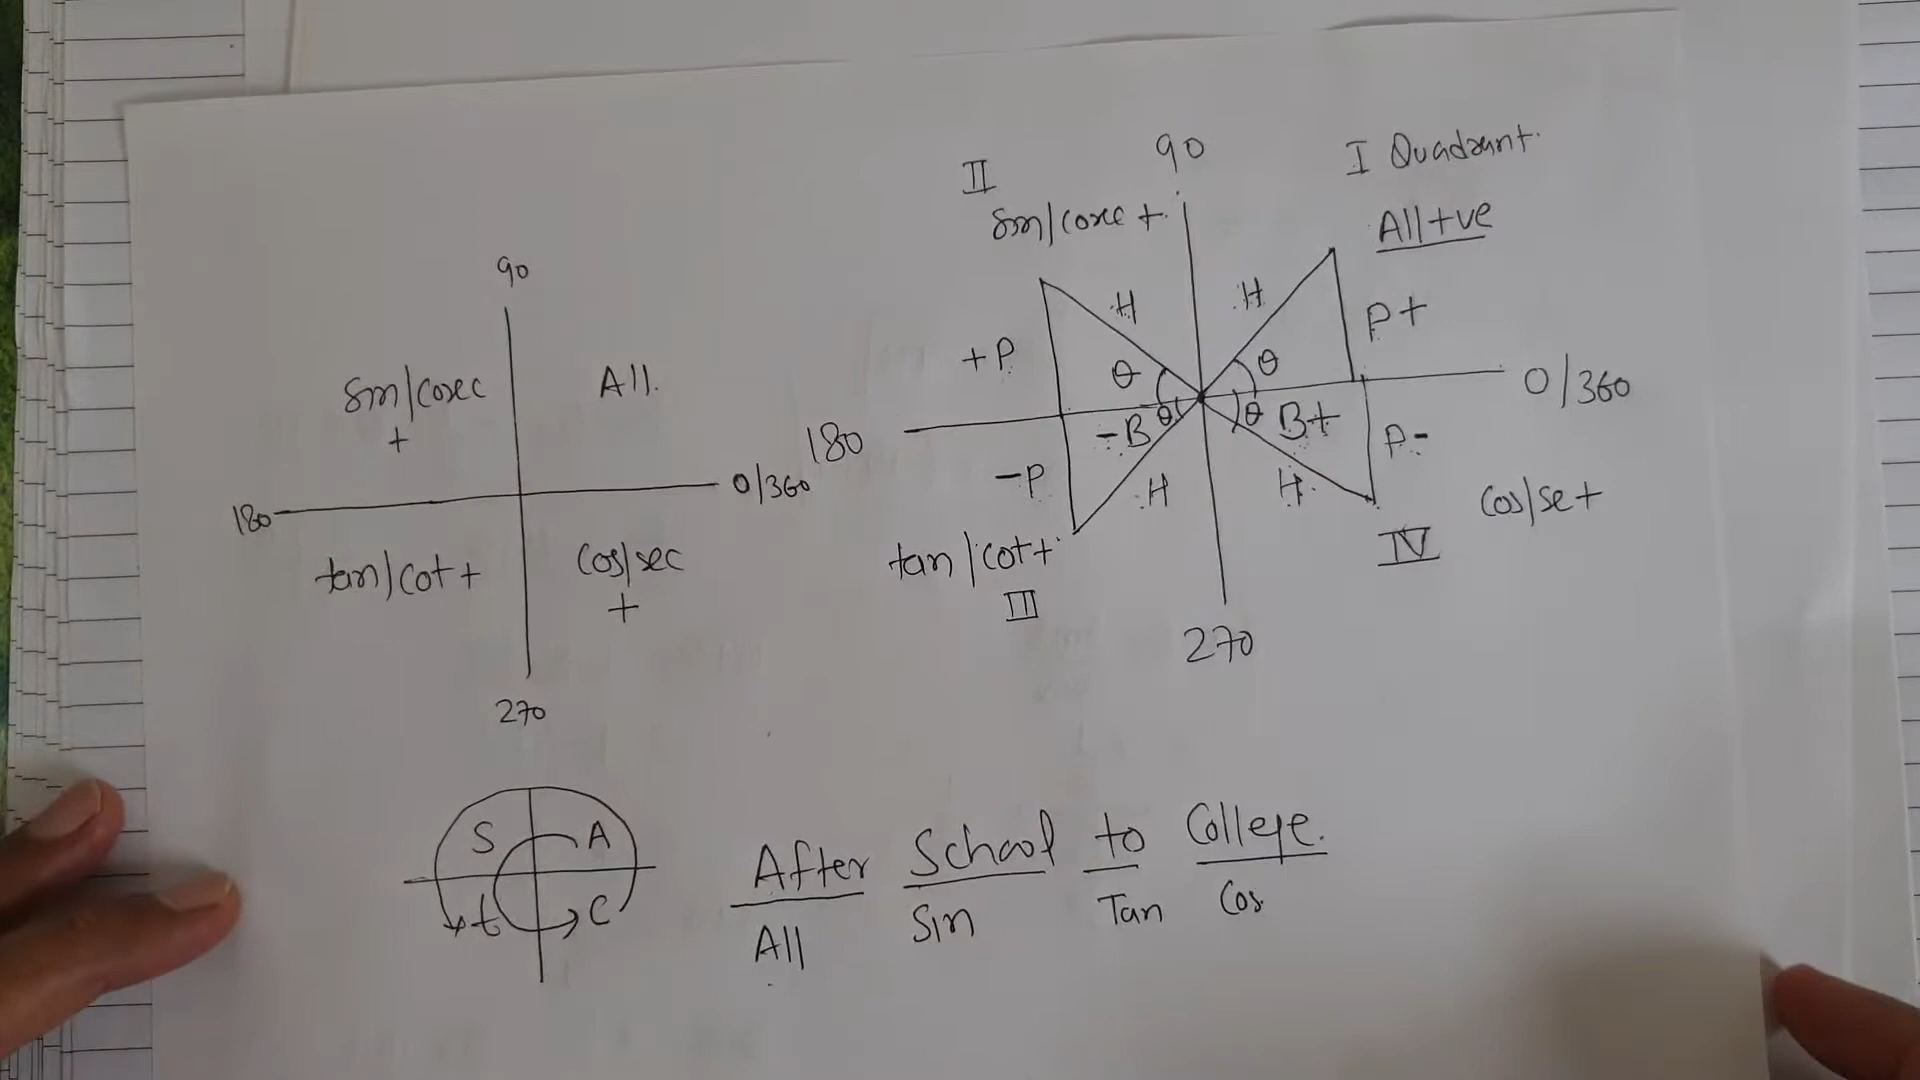 90
sin/cosec
+
All.
180
0/360
tan/cot +
cos/sec
+
270
II
90
I Quadrant.
sin/cosec +
All +ve
H
H
+P
P+
θ
θ
0/360
180
-B
θ
θ
B+
P-
-P
H
H
cos/se +
tan/cot +
IV
III
270
S
A
t
C
After School to College.
All Sin Tan Cos